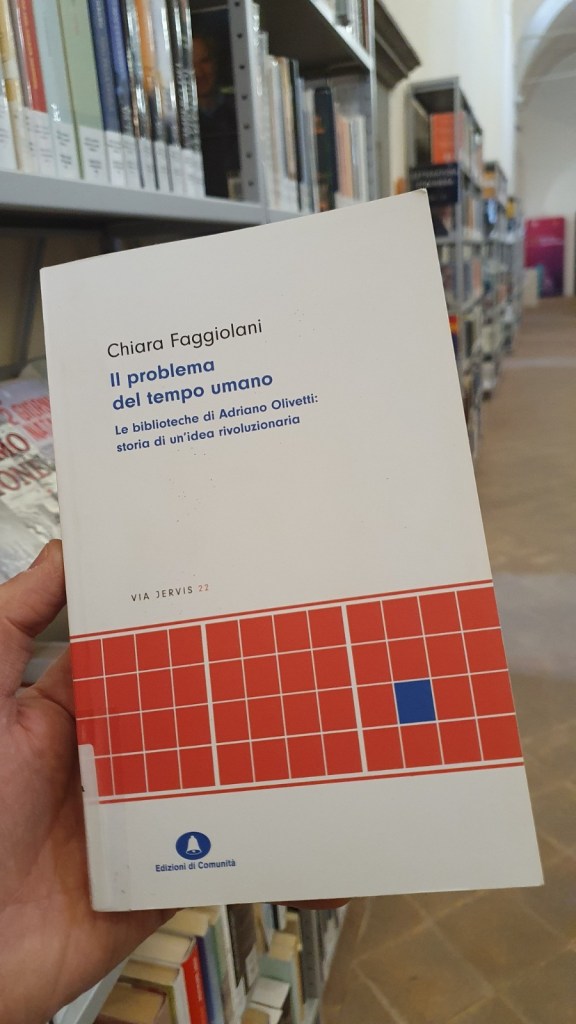 Chiara Faggiolani
Il problema
del tempo umano
Le biblioteche di Adriano Olivetti:
storia di un'idea rivoluzionaria
VIA JERVIS 22
Edizioni di Comunità